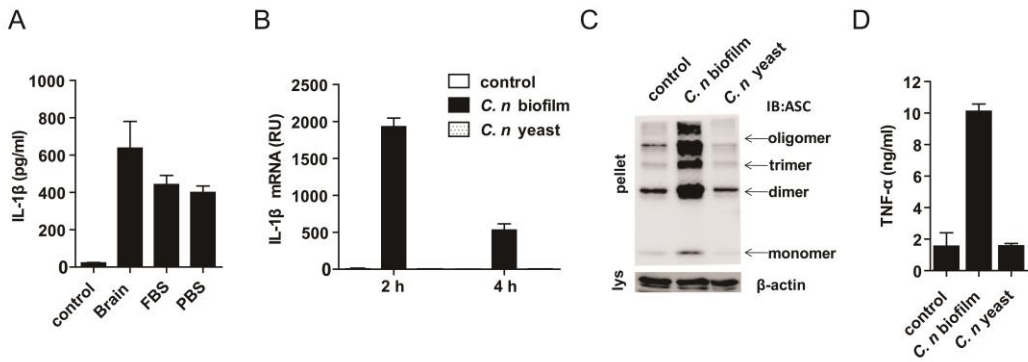 A
IL-1β (pg/ml)
1000
800
600
400
200
0
control
Brain
FBS
PBS
B
IL-1β mRNA (RU)
2500
2000
1500
1000
500
0
2 h
4 h
control
C. n biofilm
C. n yeast
C
control
C. n biofilm
C. n yeast
IB:ASC
pellet
oligomer
trimer
dimer
monomer
lys
β-actin
D
TNF-α (ng/ml)
12
10
8
6
4
2
0
control
C. n biofilm
C. n yeast